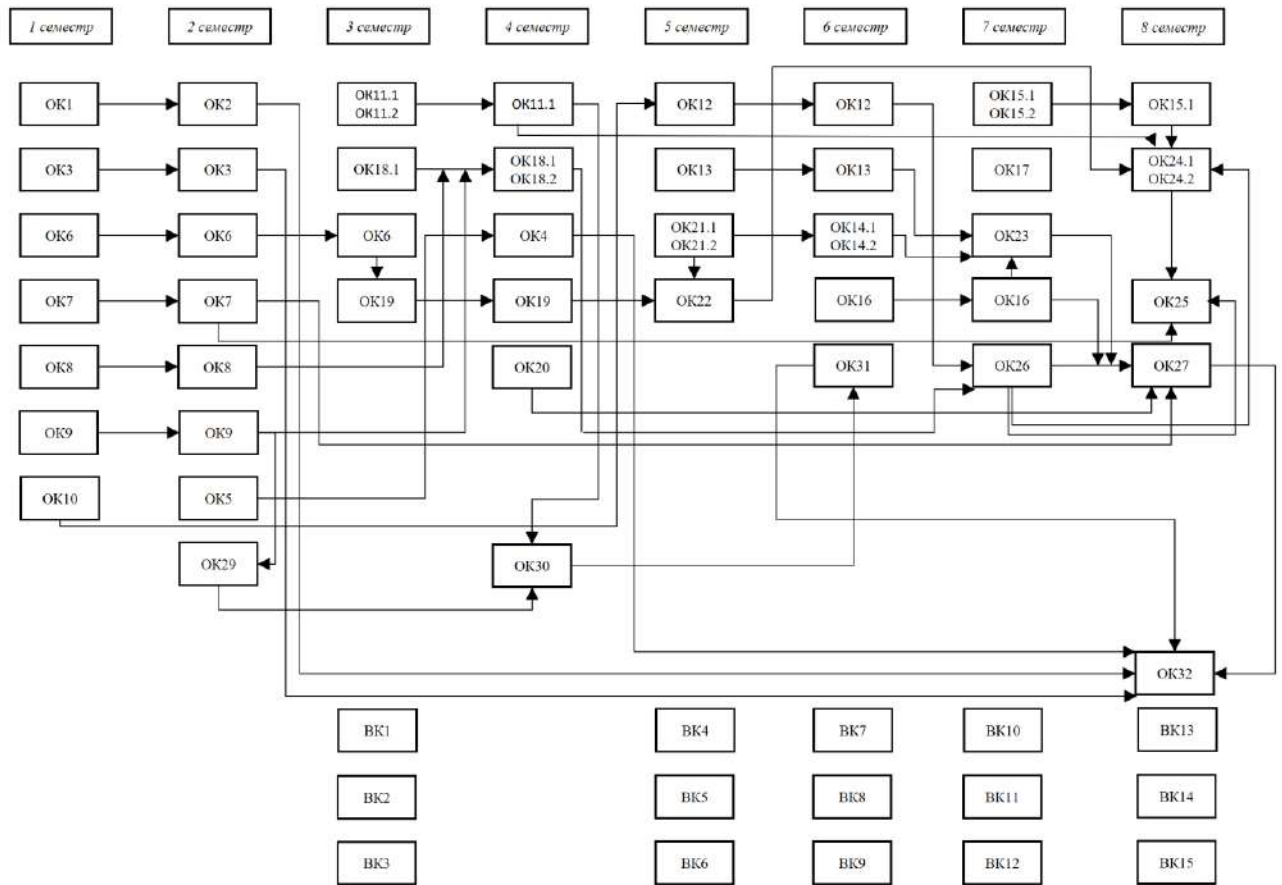 1 семестр
2 семестр
3 семестр
4 семестр
5 семестр
6 семестр
7 семестр
8 семестр
ОК1
ОК2
ОК11.1
ОК11.2
ОК11.1
ОК12
ОК12
ОК15.1
ОК15.2
ОК15.1
ОК3
ОК3
ОК18.1
ОК18.1
ОК18.2
ОК13
ОК13
ОК17
ОК24.1
ОК24.2
ОК6
ОК6
ОК6
ОК4
ОК21.1
ОК21.2
ОК14.1
ОК14.2
ОК23
ОК7
ОК7
ОК19
ОК19
ОК22
ОК16
ОК16
ОК25
ОК8
ОК8
ОК20
ОК31
ОК26
ОК27
ОК9
ОК9
ОК10
ОК5
ОК29
ОК30
ОК32
ВК1
ВК4
ВК7
ВК10
ВК13
ВК2
ВК5
ВК8
ВК11
ВК14
ВК3
ВК6
ВК9
ВК12
ВК15